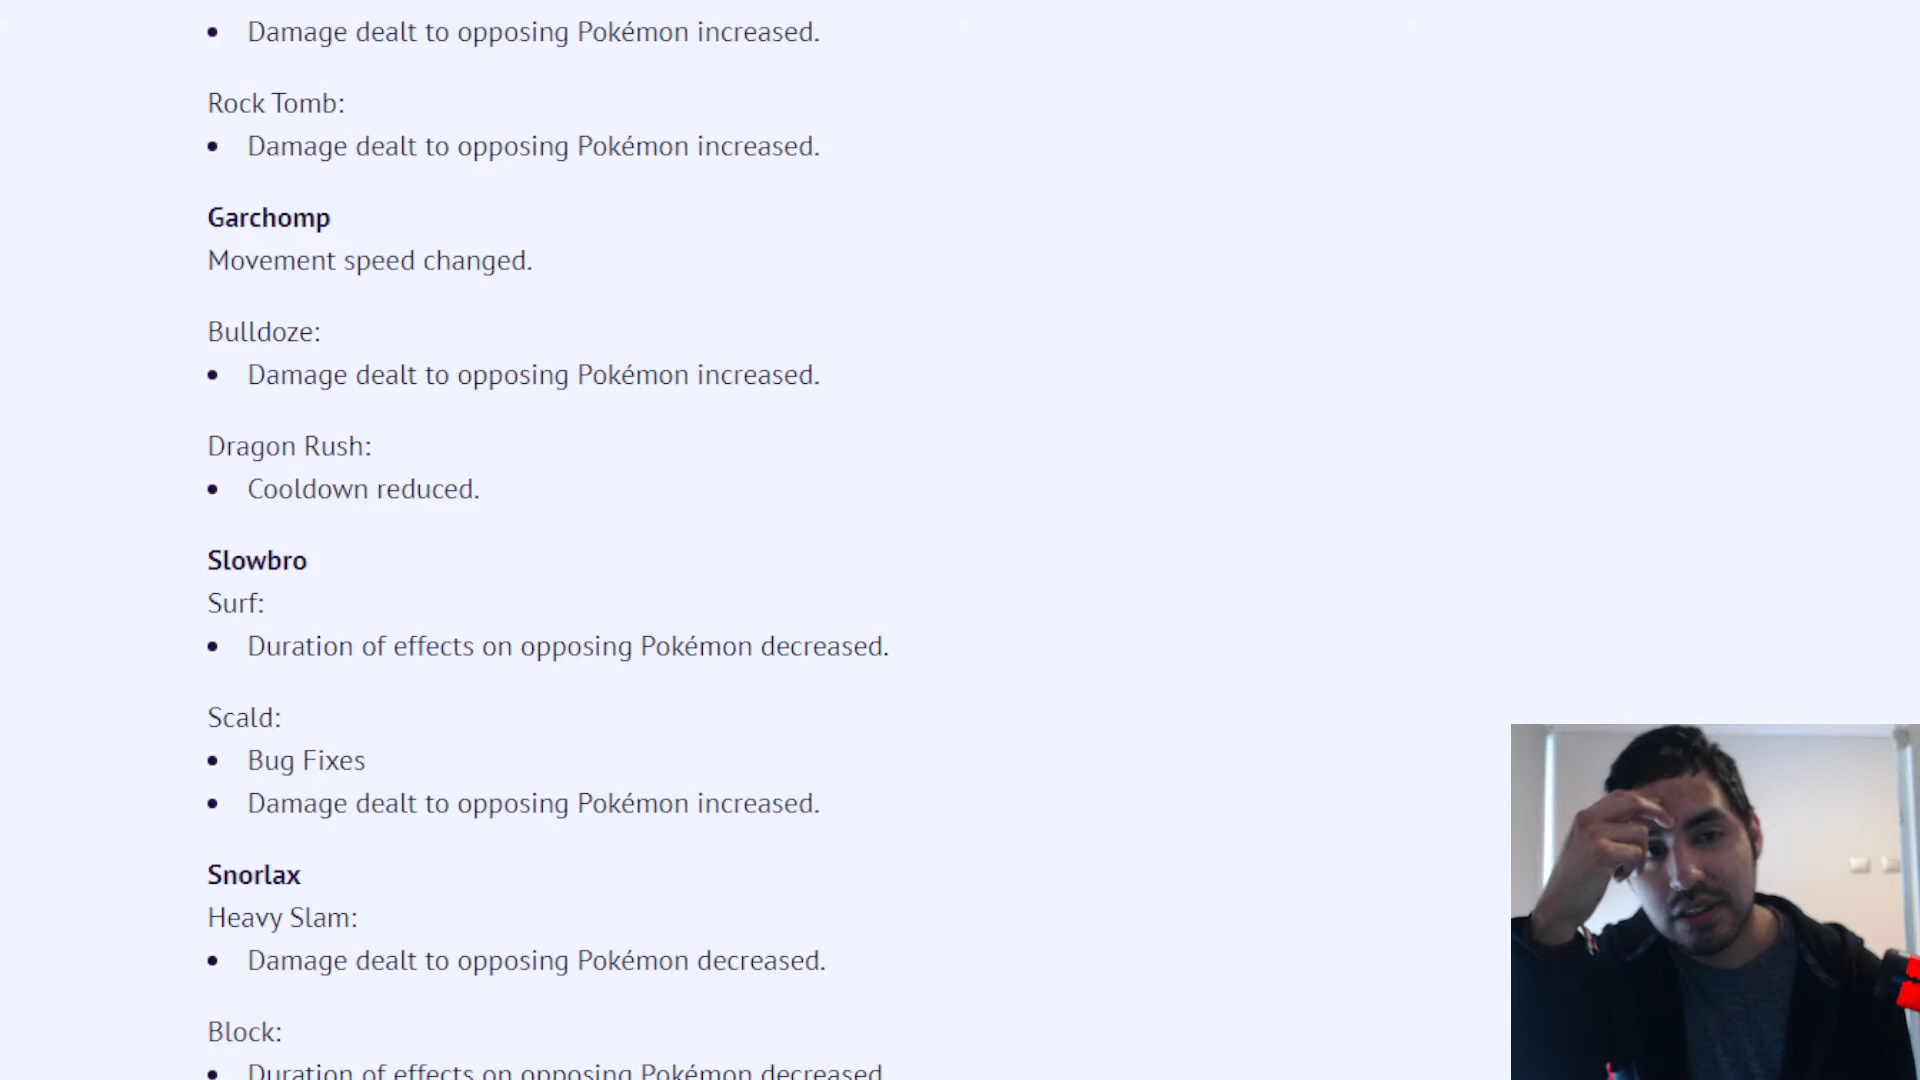 • Damage dealt to opposing Pokémon increased.
Rock Tomb:
• Damage dealt to opposing Pokémon increased.
Garchomp
Movement speed changed.
Bulldoze:
• Damage dealt to opposing Pokémon increased.
Dragon Rush:
• Cooldown reduced.
Slowbro
Surf:
• Duration of effects on opposing Pokémon decreased.
Scald:
• Bug Fixes
• Damage dealt to opposing Pokémon increased.
Snorlax
Heavy Slam:
• Damage dealt to opposing Pokémon decreased.
Block:
• Duration of effects on opposing Pokémon decreased.